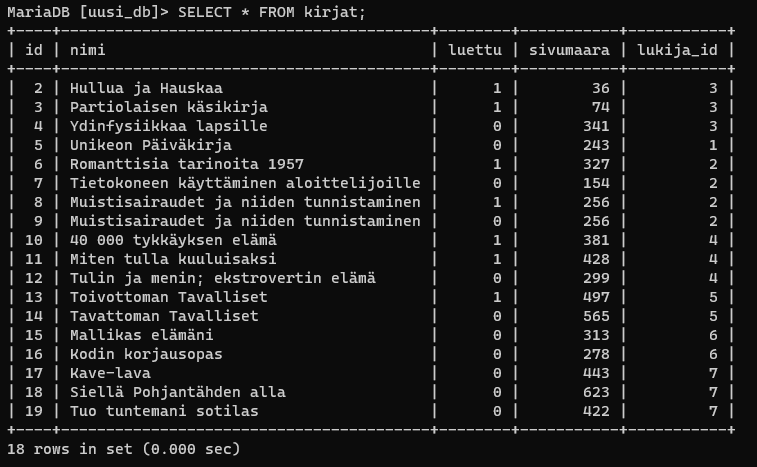 MariaDB [uusi_db]> SELECT * FROM kirjat;
+----+-----------------------------------------+--------+-----------+-----------+
| id | nimi                                    | luettu | sivumaara | lukija_id |
+----+-----------------------------------------+--------+-----------+-----------+
|  2 | Hullua ja Hauskaa                       |      1 |        36 |         3 |
|  3 | Partiolaisen käsikirja                  |      1 |        74 |         3 |
|  4 | Ydinfysiikkaa lapsille                  |      0 |       341 |         3 |
|  5 | Unikeon Päiväkirja                      |      0 |       243 |         1 |
|  6 | Romanttisia tarinoita 1957              |      1 |       327 |         2 |
|  7 | Tietokoneen käyttäminen aloittelijoille |      0 |       154 |         2 |
|  8 | Muistisairaudet ja niiden tunnistaminen |      1 |       256 |         2 |
|  9 | Muistisairaudet ja niiden tunnistaminen |      0 |       256 |         2 |
| 10 | 40 000 tykkäyksen elämä                 |      1 |       381 |         4 |
| 11 | Miten tulla kuuluisaksi                 |      1 |       428 |         4 |
| 12 | Tulin ja menin; ekstrovertin elämä      |      0 |       299 |         4 |
| 13 | Toivottoman Tavalliset                  |      1 |       497 |         5 |
| 14 | Tavattoman Tavalliset                   |      0 |       565 |         5 |
| 15 | Mallikas elämäni                        |      0 |       313 |         6 |
| 16 | Kodin korjausopas                       |      0 |       278 |         6 |
| 17 | Kave-lava                               |      0 |       443 |         7 |
| 18 | Siellä Pohjantähden alla                |      0 |       623 |         7 |
| 19 | Tuo tuntemani sotilas                   |      0 |       422 |         7 |
+----+-----------------------------------------+--------+-----------+-----------+
18 rows in set (0.000 sec)